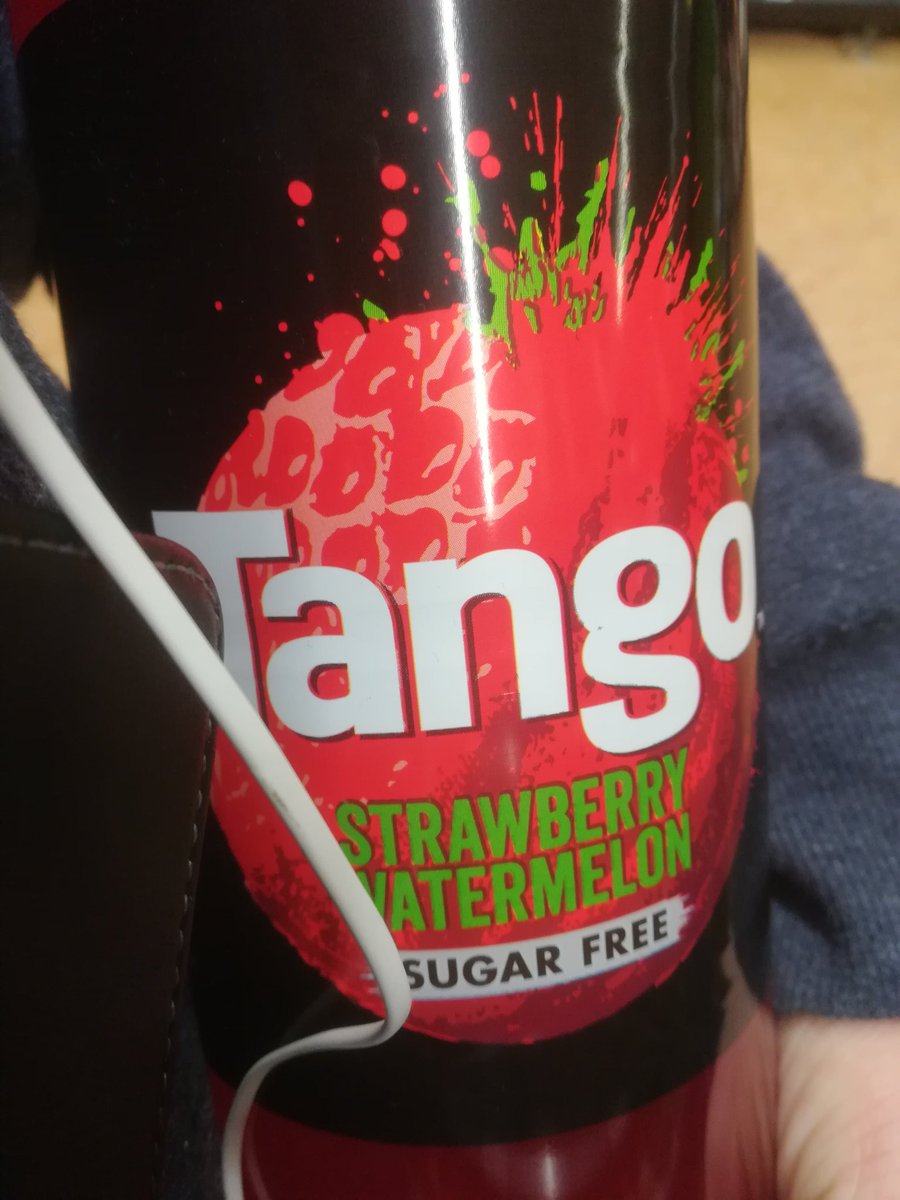 Tango
STRAWBERRY
WATERMELON
SUGAR FREE